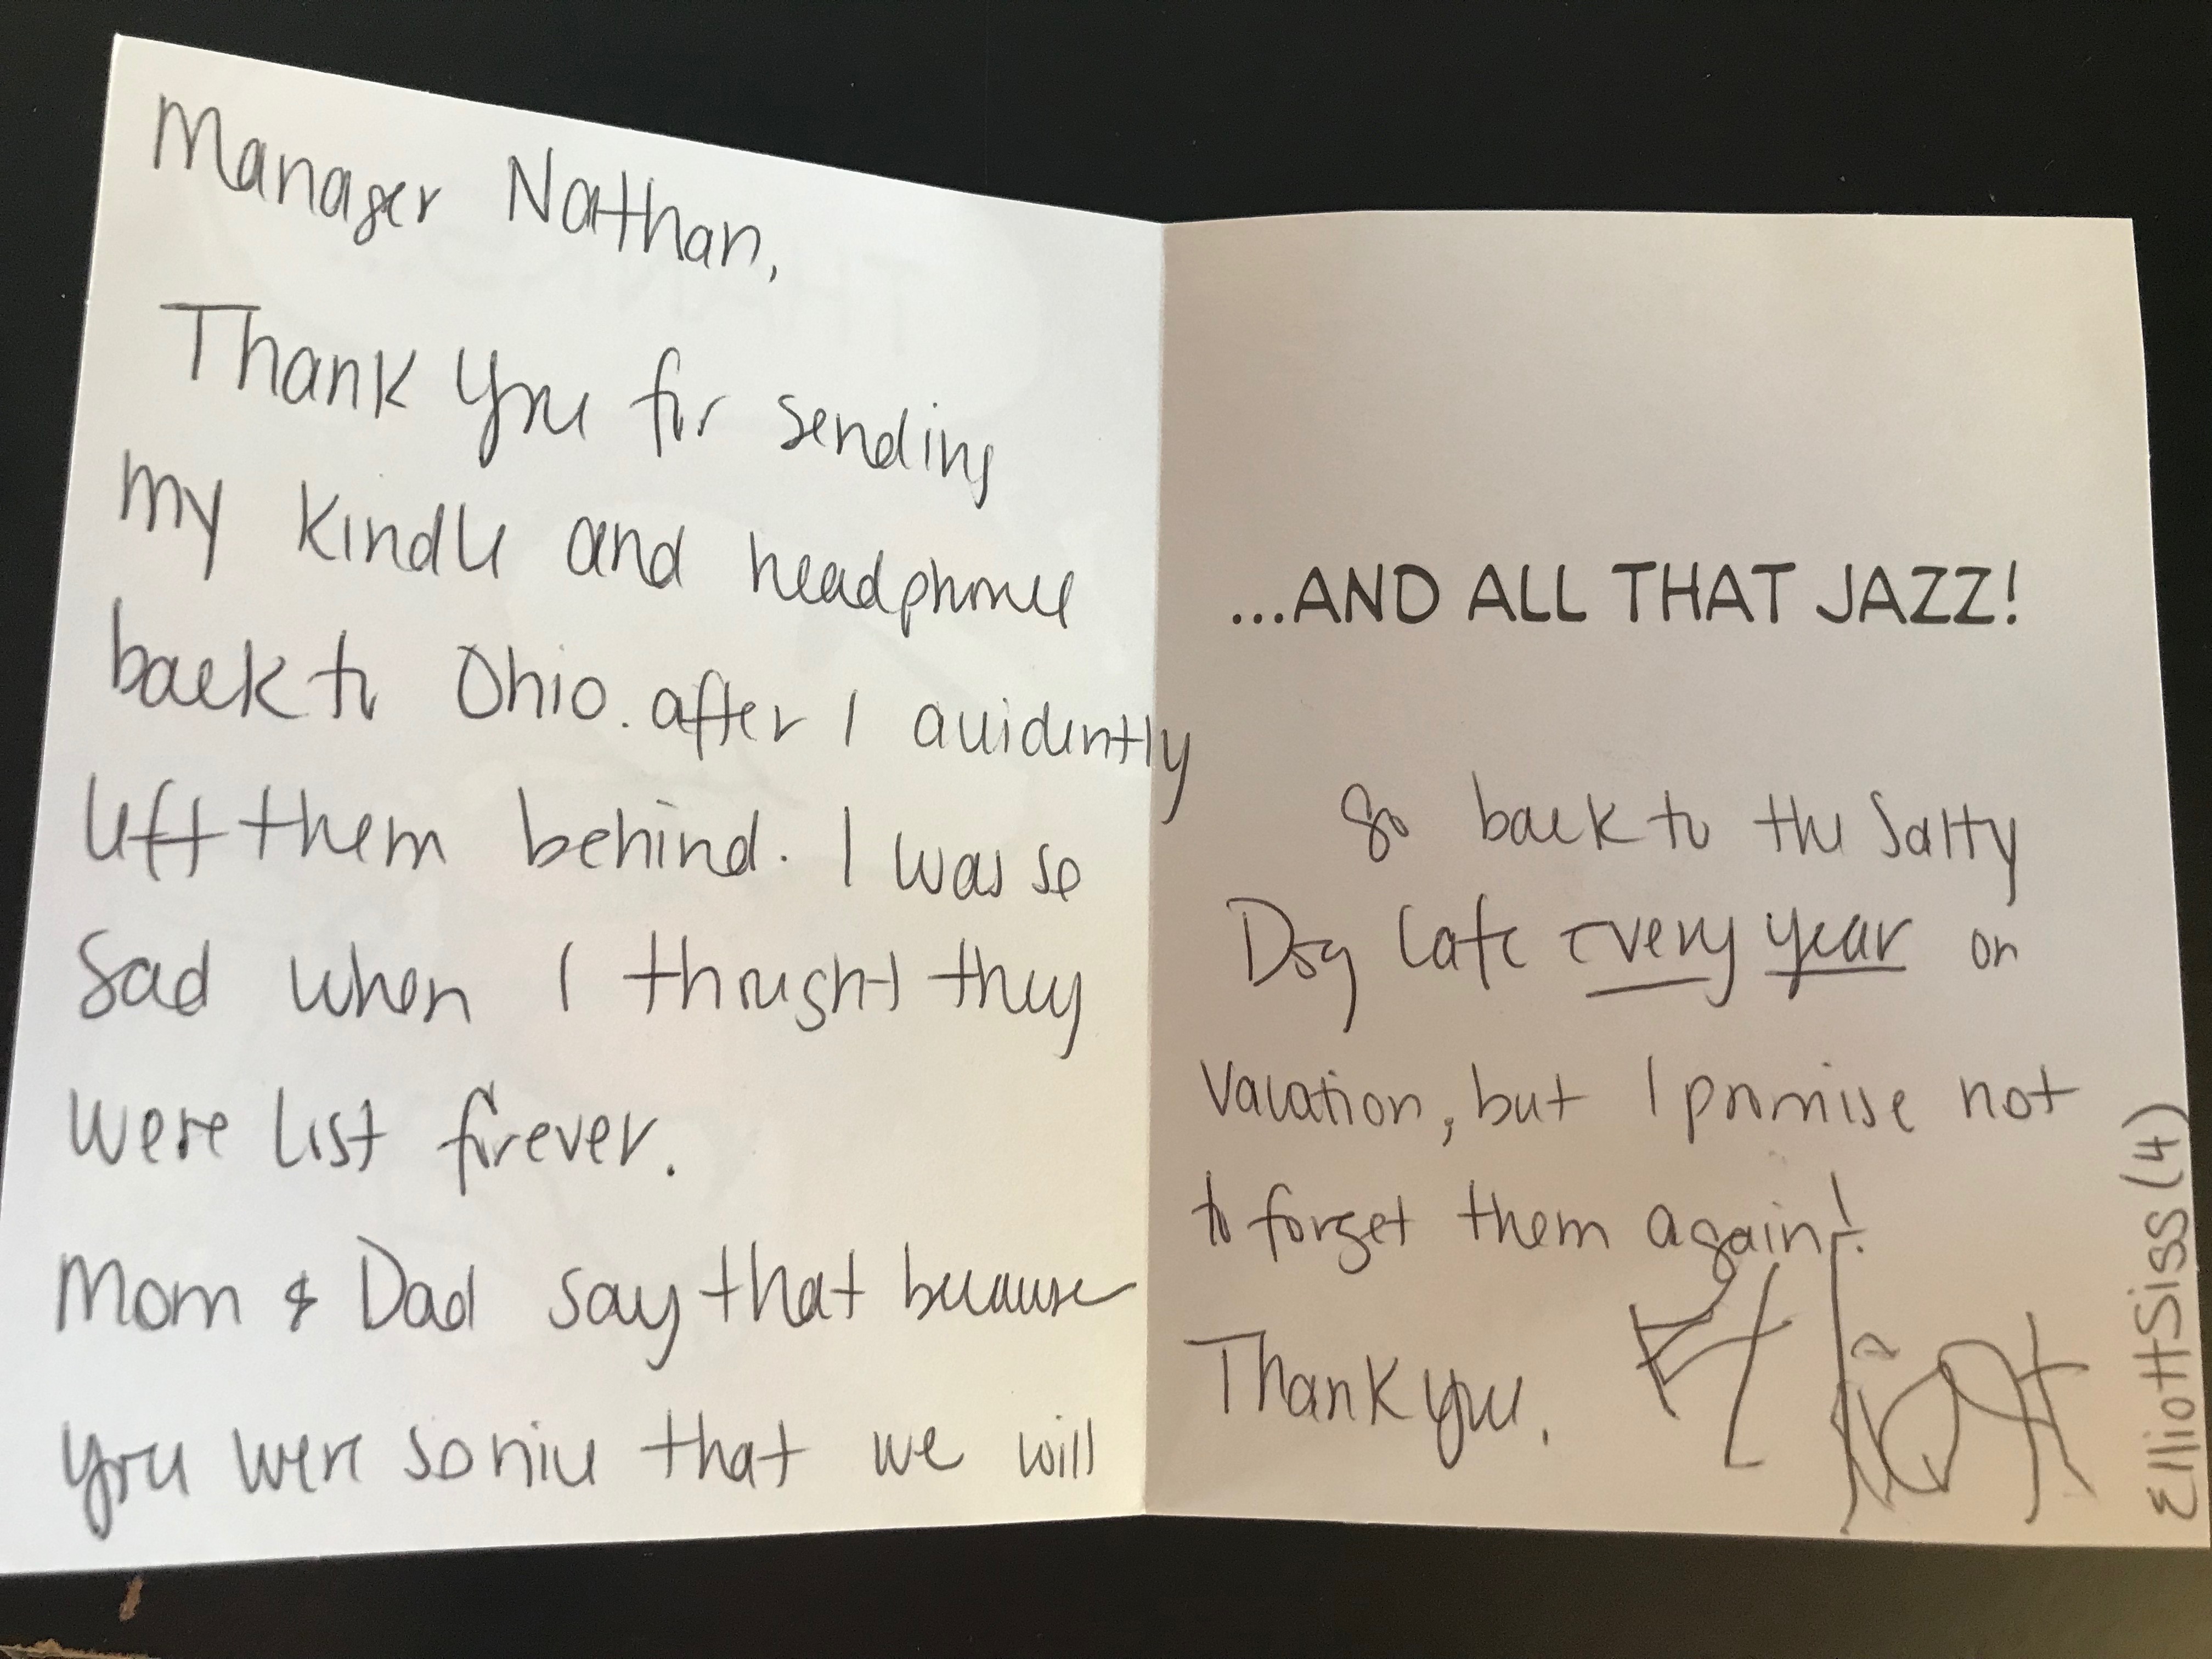 Manager Nathan,
Thank you for sending
my kindle and headphones
back to Ohio. after I accidently
left them behind. I was so
sad when I thought they
were lost forever.
Mom & Dad say that because
you were so nice that we will
...AND ALL THAT JAZZ!
go back to the Salty
Dog Cafe every year on
vacation, but I promise not
to forget them again!
Thank you,
Elliott
Elliott Siss (4)